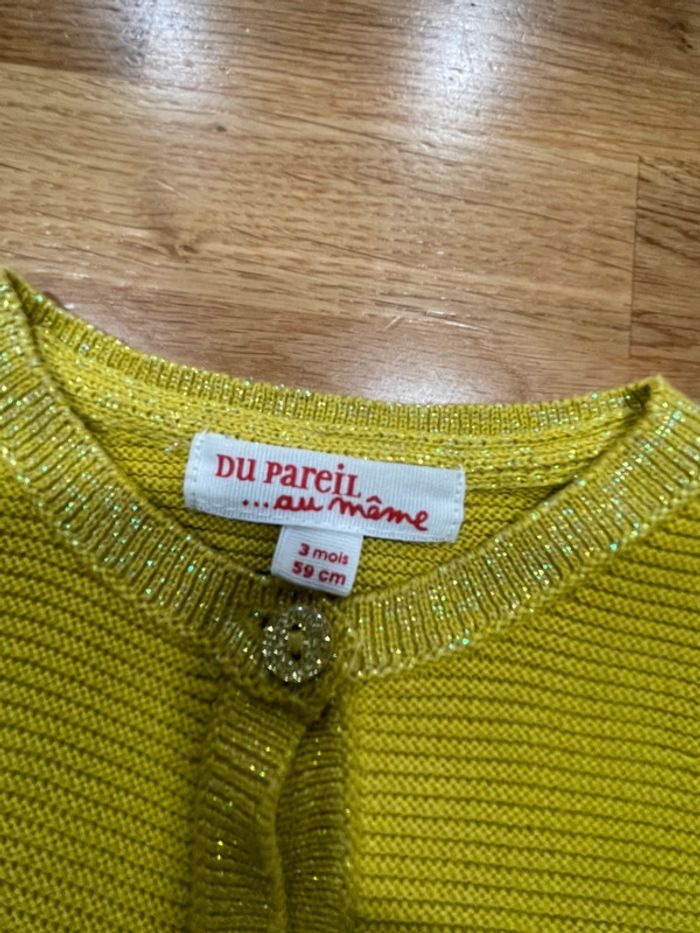 DU PAREIL
...au même
3 mois
59 cm